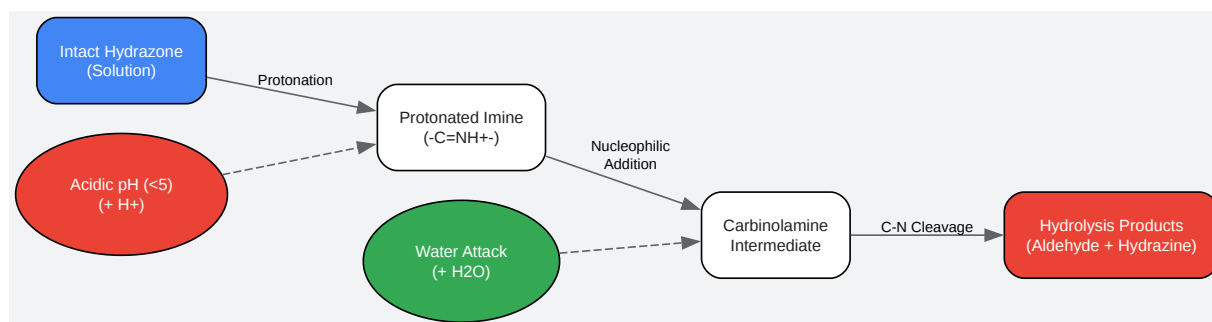 Intact Hydrazone
(Solution)
Protonation
Protonated Imine
(-C=NH+-)
Acidic pH (<5)
(+ H+)
Nucleophilic
Addition
Water Attack
(+ H2O)
Carbinolamine
Intermediate
C-N Cleavage
Hydrolysis Products
(Aldehyde + Hydrazine)